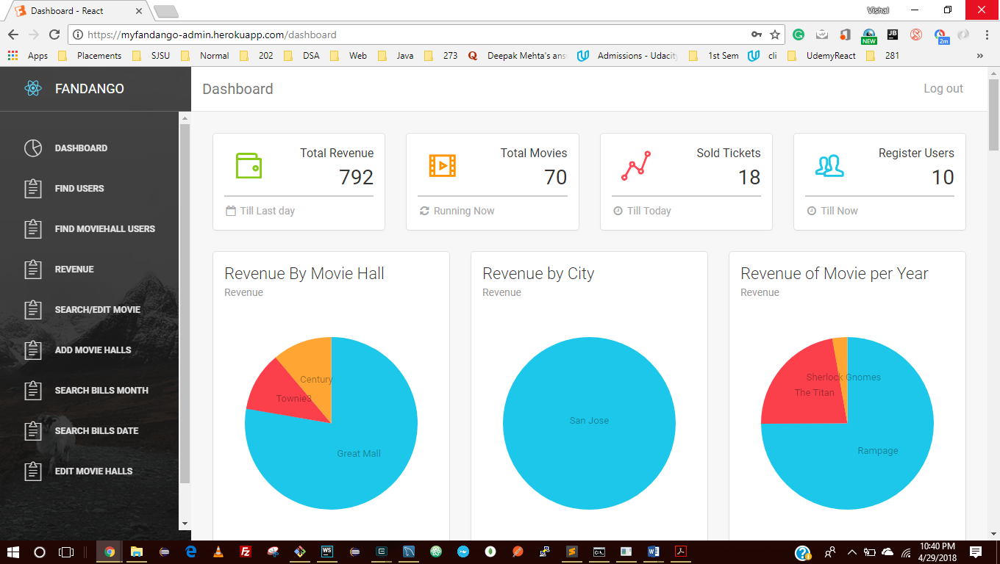 Dashboard - React
Vishal
https://myfandango-admin.herokuapp.com/dashboard
NEW
JB
2m
Apps Placements SJSU Normal 202 DSA Web Java 273 Q Deepak Mehta's ans Admissions - Udacity 1st Sem cli UdemyReact 281 »
FANDANGO
Dashboard
Log out
DASHBOARD
FIND USERS
FIND MOVIEHALL USERS
REVENUE
SEARCH/EDIT MOVIE
ADD MOVIE HALLS
SEARCH BILLS MONTH
SEARCH BILLS DATE
EDIT MOVIE HALLS
Total Revenue
792
Till Last day
Total Movies
70
Running Now
Sold Tickets
18
Till Today
Register Users
10
Till Now
Revenue By Movie Hall
Revenue
Century
Townie3
Great Mall
Revenue by City
Revenue
San Jose
Revenue of Movie per Year
Revenue
Sherlock Gnomes
The Titan
Rampage
10:40 PM
4/29/2018